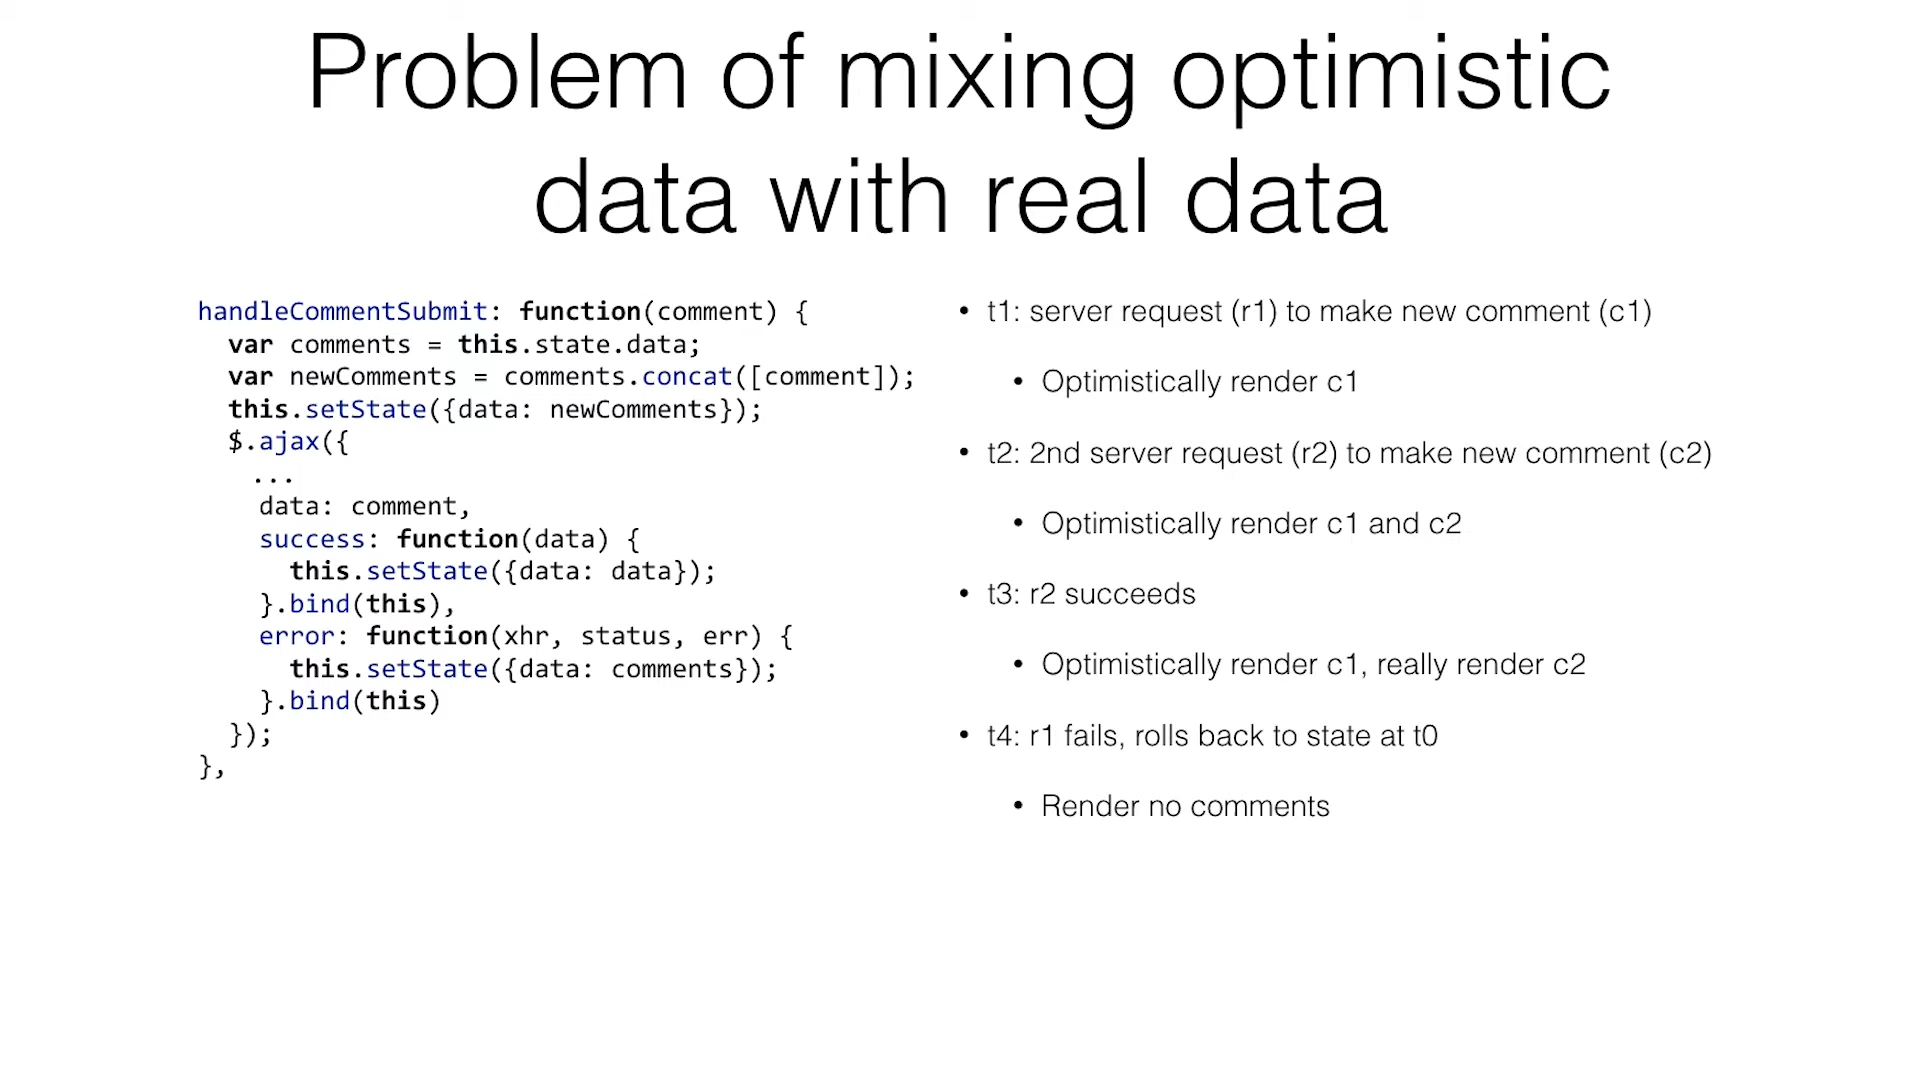 Problem of mixing optimistic
data with real data
handleCommentSubmit: function(comment) {
  var comments = this.state.data;
  var newComments = comments.concat([comment]);
  this.setState({data: newComments});
  $.ajax({
    ...
    data: comment,
    success: function(data) {
      this.setState({data: data});
    }.bind(this),
    error: function(xhr, status, err) {
      this.setState({data: comments});
    }.bind(this)
  });
},
• t1: server request (r1) to make new comment (c1)
• Optimistically render c1
• t2: 2nd server request (r2) to make new comment (c2)
• Optimistically render c1 and c2
• t3: r2 succeeds
• Optimistically render c1, really render c2
• t4: r1 fails, rolls back to state at t0
• Render no comments